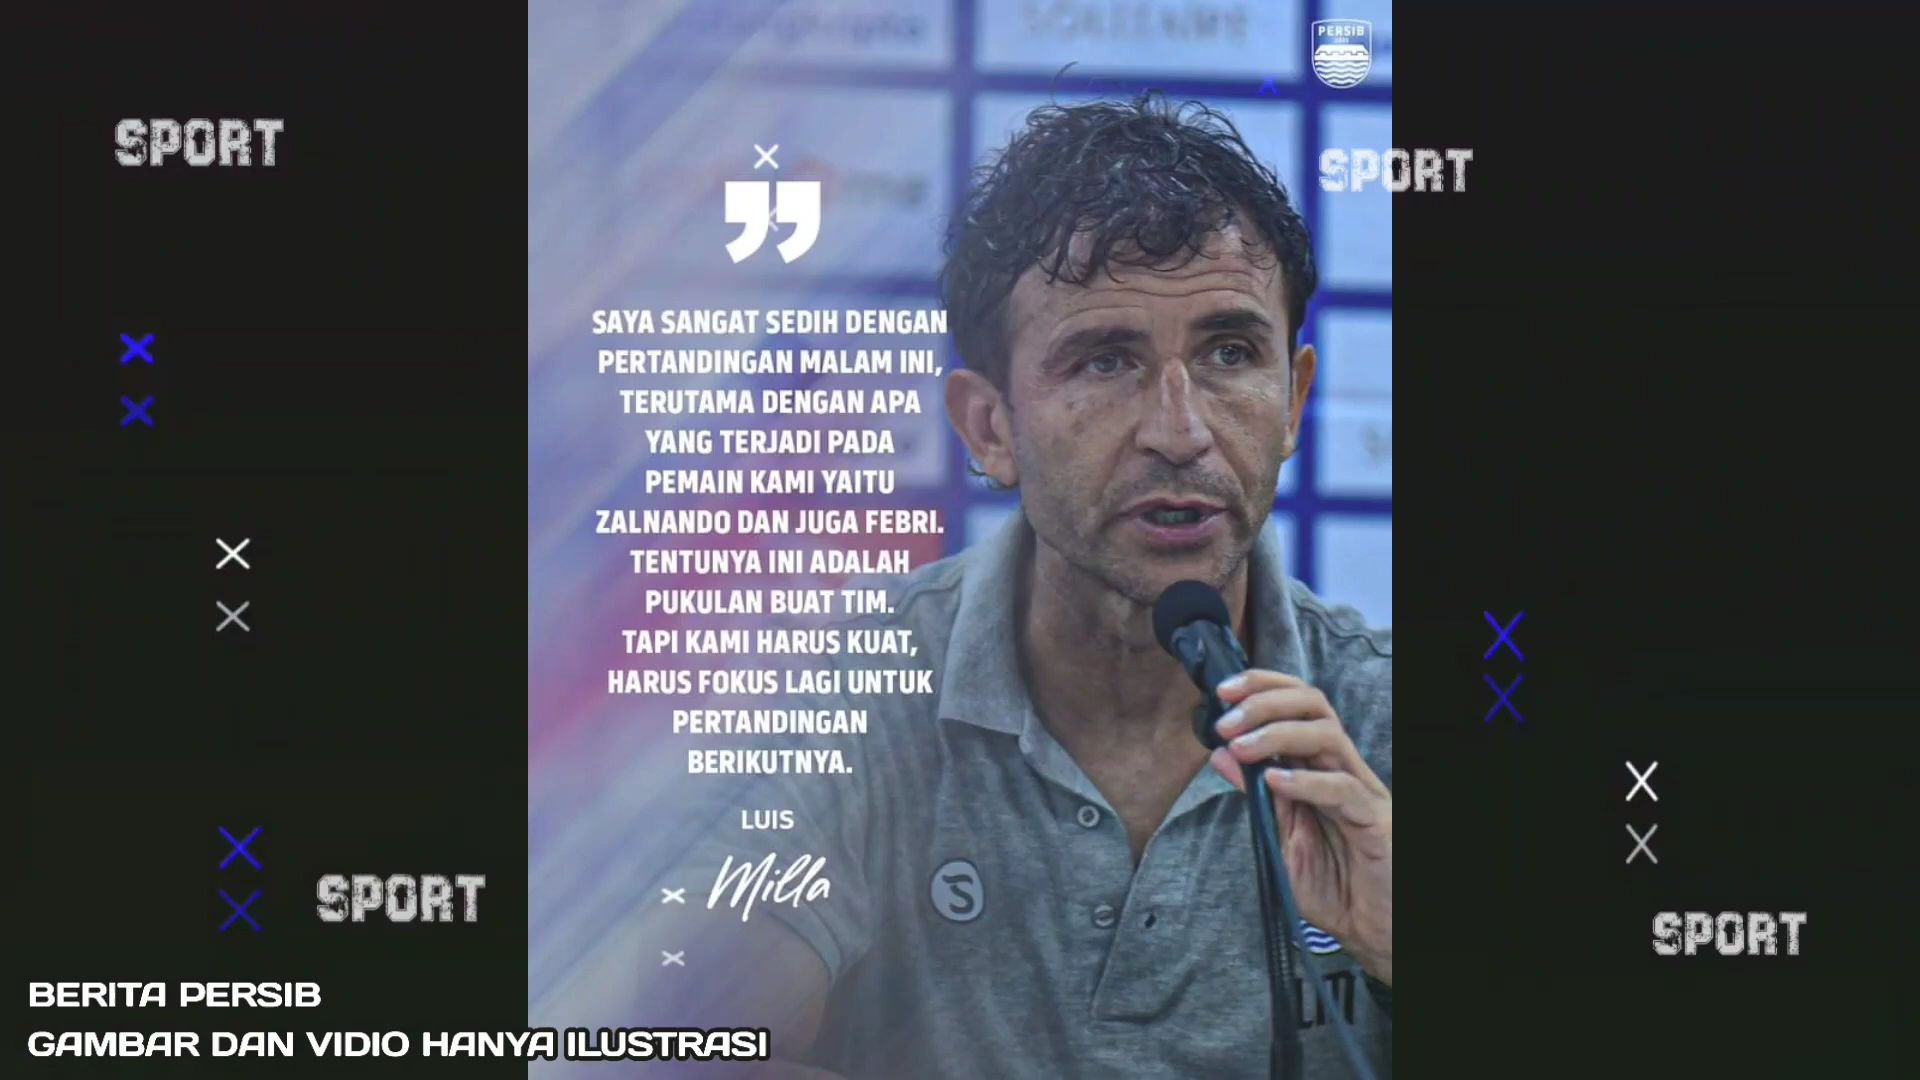 PERSIB
SPORT
SPORT
SAYA SANGAT SEDIH DENGAN
PERTANDINGAN MALAM INI,
TERUTAMA DENGAN APA
YANG TERJADI PADA
PEMAIN KAMI YAITU
ZALNANDO DAN JUGA FEBRI.
TENTUNYA INI ADALAH
PUKULAN BUAT TIM.
TAPI KAMI HARUS KUAT,
HARUS FOKUS LAGI UNTUK
PERTANDINGAN
BERIKUTNYA.
LUIS
Milla
SPORT
SPORT
LM
BERITA PERSIB
GAMBAR DAN VIDIO HANYA ILUSTRASI